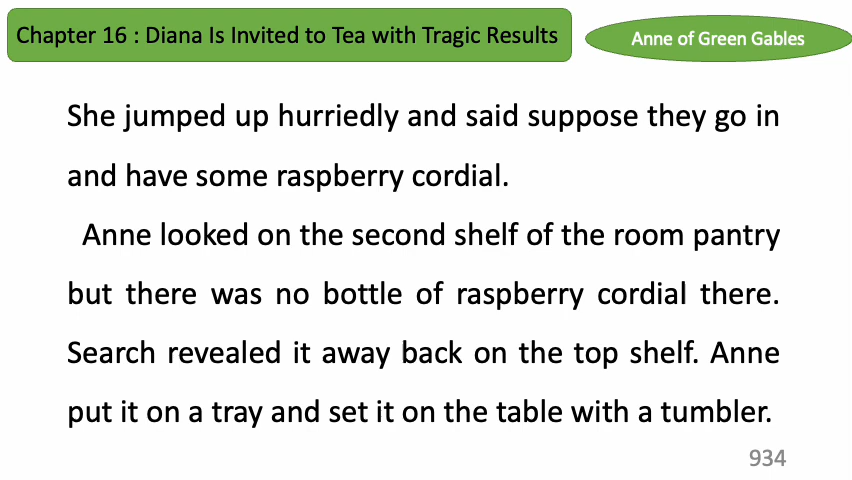 Chapter 16 : Diana Is Invited to Tea with Tragic Results
Anne of Green Gables
She jumped up hurriedly and said suppose they go in
and have some raspberry cordial.
Anne looked on the second shelf of the room pantry
but there was no bottle of raspberry cordial there.
Search revealed it away back on the top shelf. Anne
put it on a tray and set it on the table with a tumbler.
934